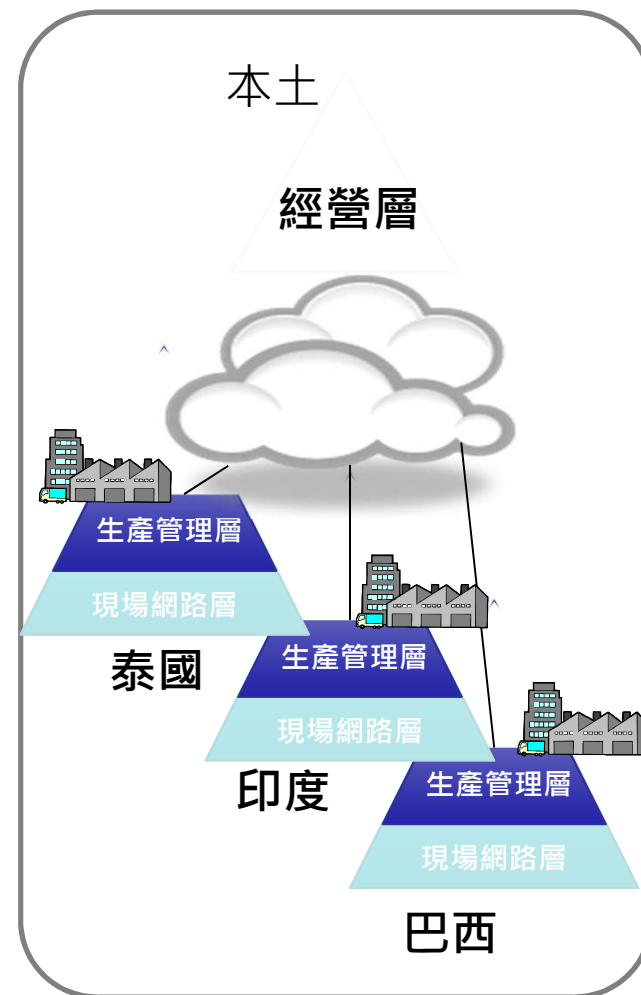 本土
經營層
生產管理層
現場網路層
泰國
生產管理層
現場網路層
印度
生產管理層
現場網路層
巴西